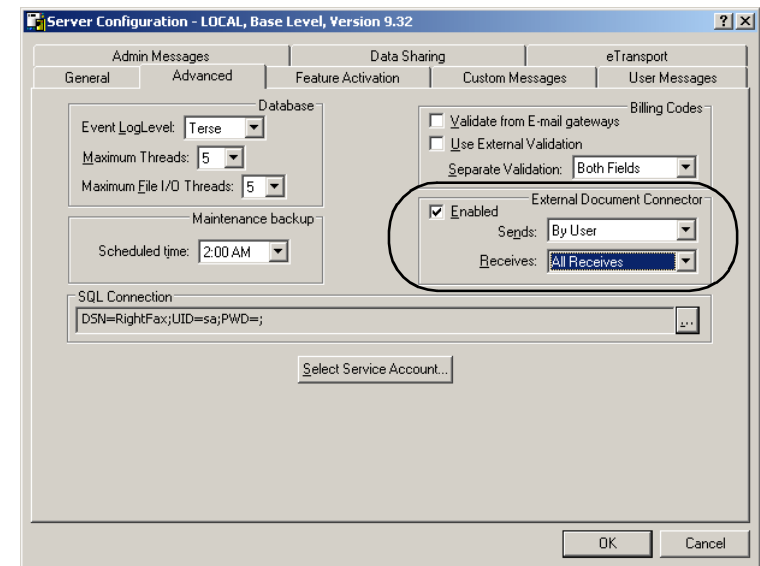 Server Configuration - LOCAL, Base Level, Version 9.32
Admin Messages
Data Sharing
eTransport
General
Advanced
Feature Activation
Custom Messages
User Messages
Database
Event LogLevel: Terse
Maximum Threads: 5
Maximum File I/O Threads: 5
Maintenance backup
Scheduled time: 2:00 AM
Billing Codes
Validate from E-mail gateways
Use External Validation
Separate Validation: Both Fields
External Document Connector
Enabled
Sends: By User
Receives: All Receives
SQL Connection
DSN=RightFax;UID=sa;PWD=;
...
Select Service Account...
OK
Cancel